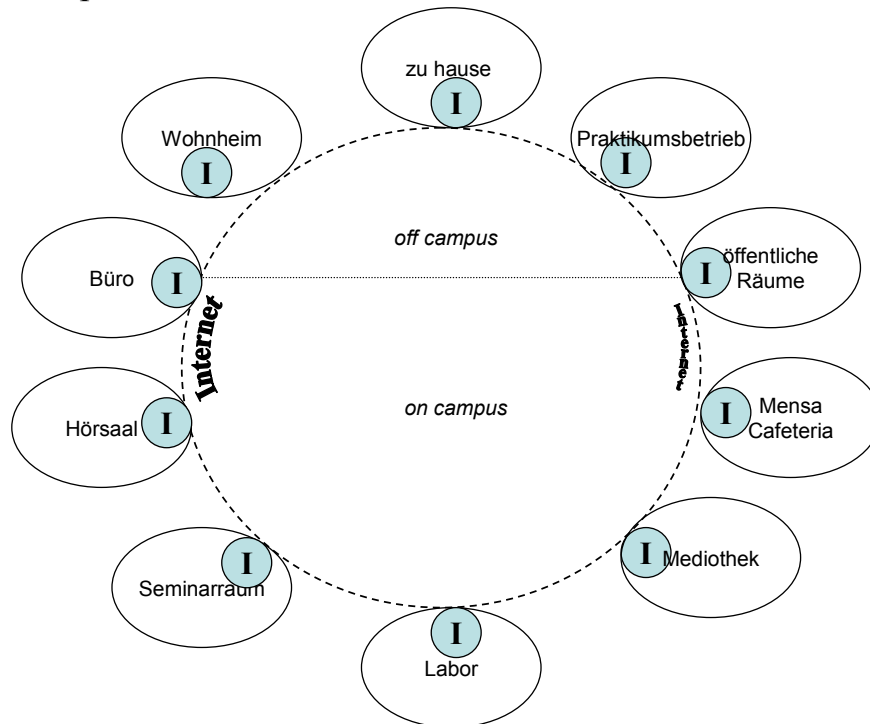 zu hause
I
Wohnheim
I
Praktikumsbetrieb
I
off campus
Büro
I
öffentliche
Räume
I
Internet
Internet
on campus
Hörsaal
I
Mensa
Cafeteria
I
Seminarraum
I
Mediothek
I
I
Labor